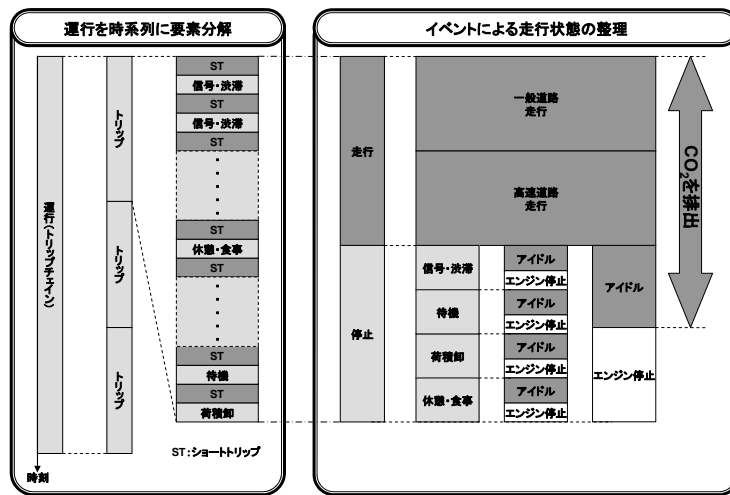 運行を時系列に要素分解
運行(トリップチェイン)
トリップ
トリップ
トリップ
ST
信号・渋滞
ST
信号・渋滞
ST
ST
休憩・食事
ST
ST
待機
ST
荷積卸
ST:ショートトリップ
時刻
イベントによる走行状態の整理
走行
停止
一般道路
走行
高速道路
走行
信号・渋滞
待機
荷積卸
休憩・食事
アイドル
エンジン停止
アイドル
エンジン停止
アイドル
エンジン停止
アイドル
エンジン停止
アイドル
エンジン停止
CO2を排出